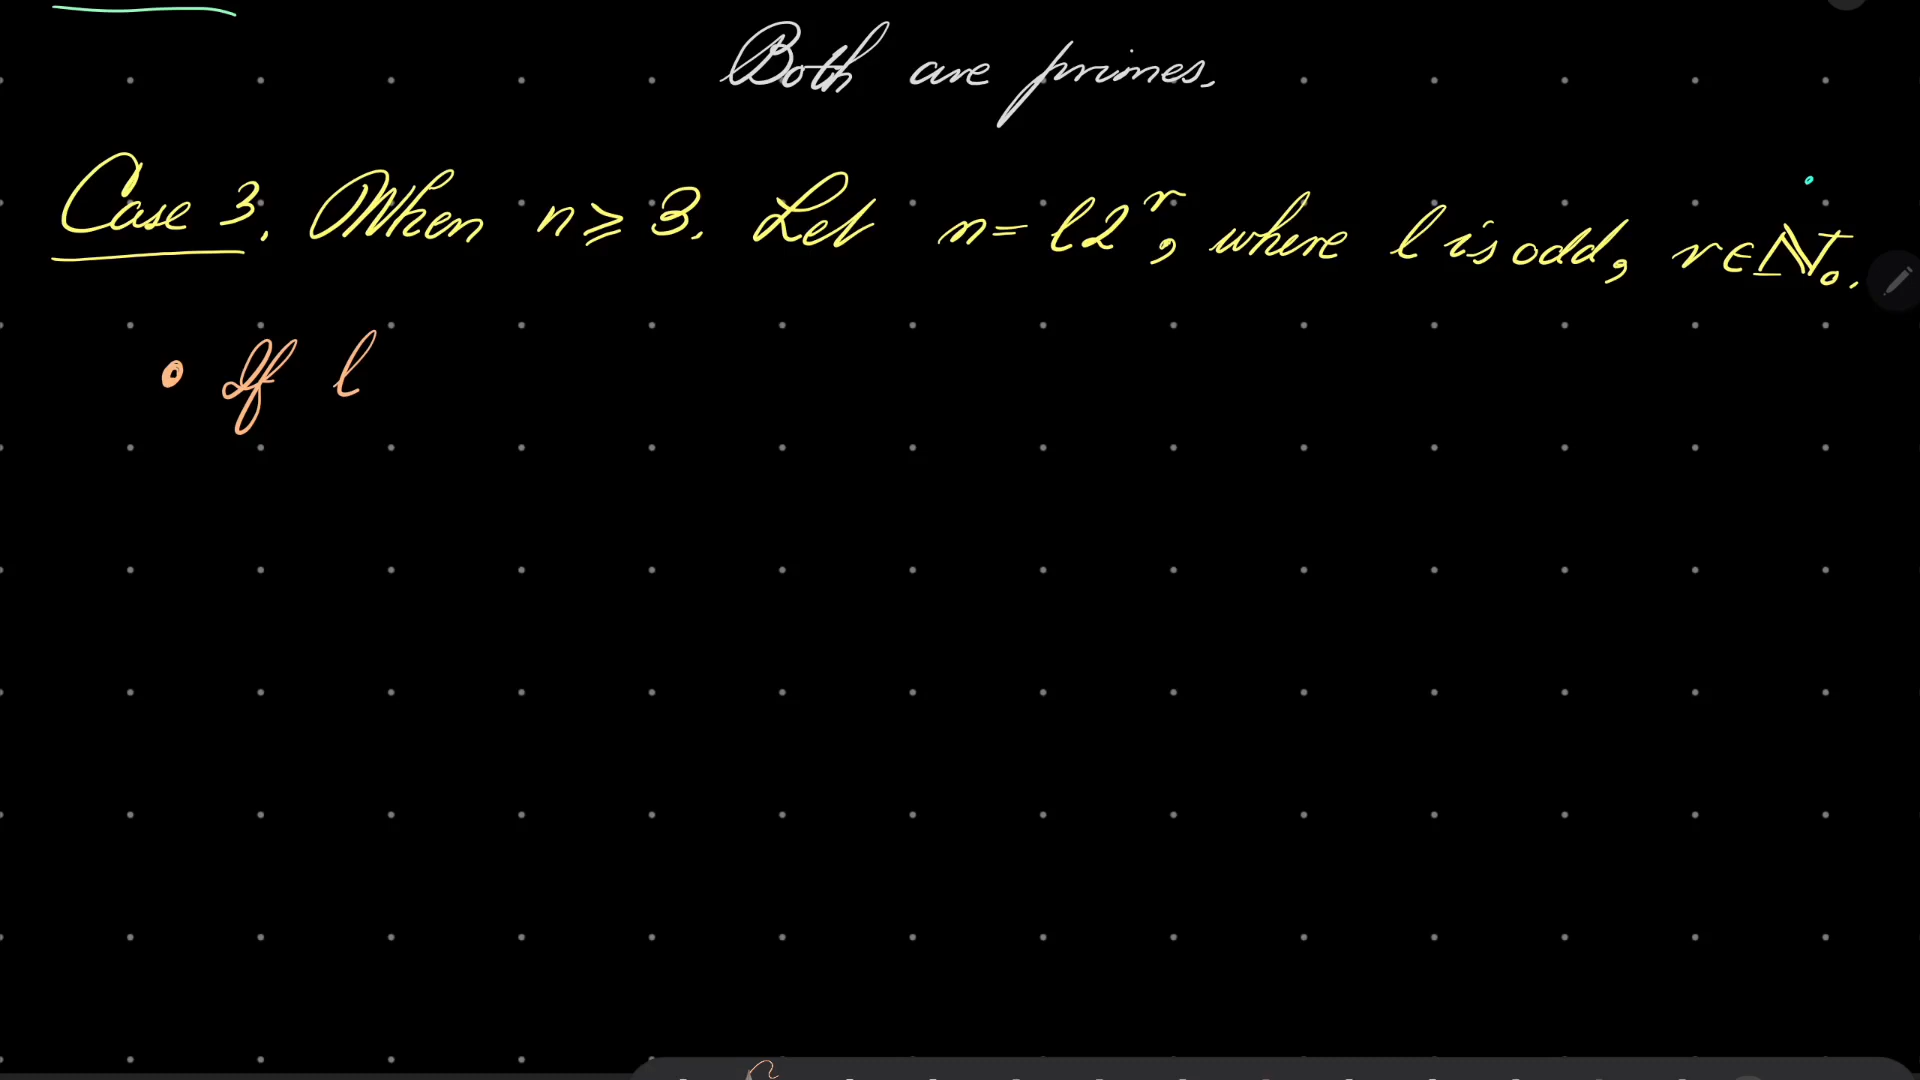 Both are primes.
Case 3. When n ≥ 3. Let n = l2^r, where l is odd, r ∈ ℕ₀.
• If l